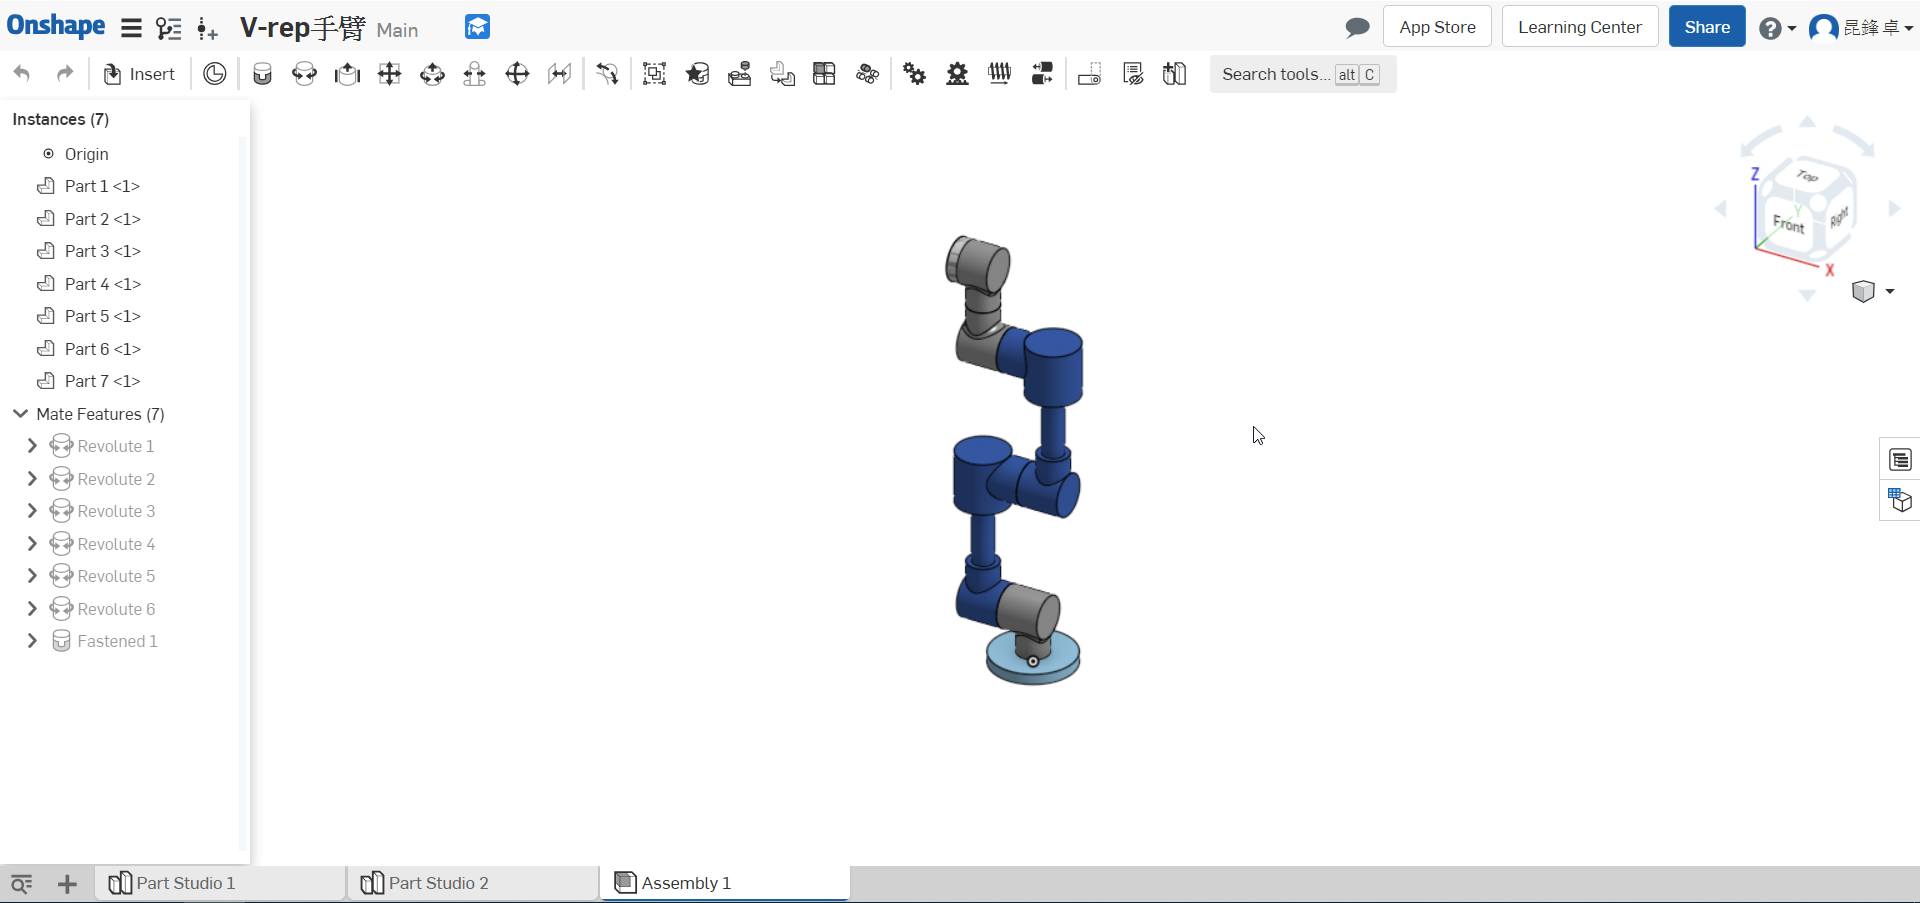 Onshape V-rep手臂 Main App Store Learning Center Share 昆鋒 卓
Insert Search tools... alt C
Instances (7)
Origin
Part 1 <1>
Part 2 <1>
Part 3 <1>
Part 4 <1>
Part 5 <1>
Part 6 <1>
Part 7 <1>
Mate Features (7)
Revolute 1
Revolute 2
Revolute 3
Revolute 4
Revolute 5
Revolute 6
Fastened 1
Z
Top
Y
Front Right
X
Part Studio 1 Part Studio 2 Assembly 1